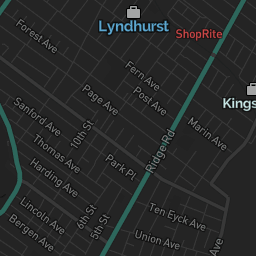 Lyndhurst
Forest Ave
ShopRite
Fern Ave
Post Ave
Page Ave
Kings
Sanford Ave
10th St
Marin Ave
Thomas Ave
Ridge Rd
Park Pl
Harding Ave
Lincoln Ave
6th St
5th St
Ten Eyck Ave
Bergen Ave
Union Ave
Ave